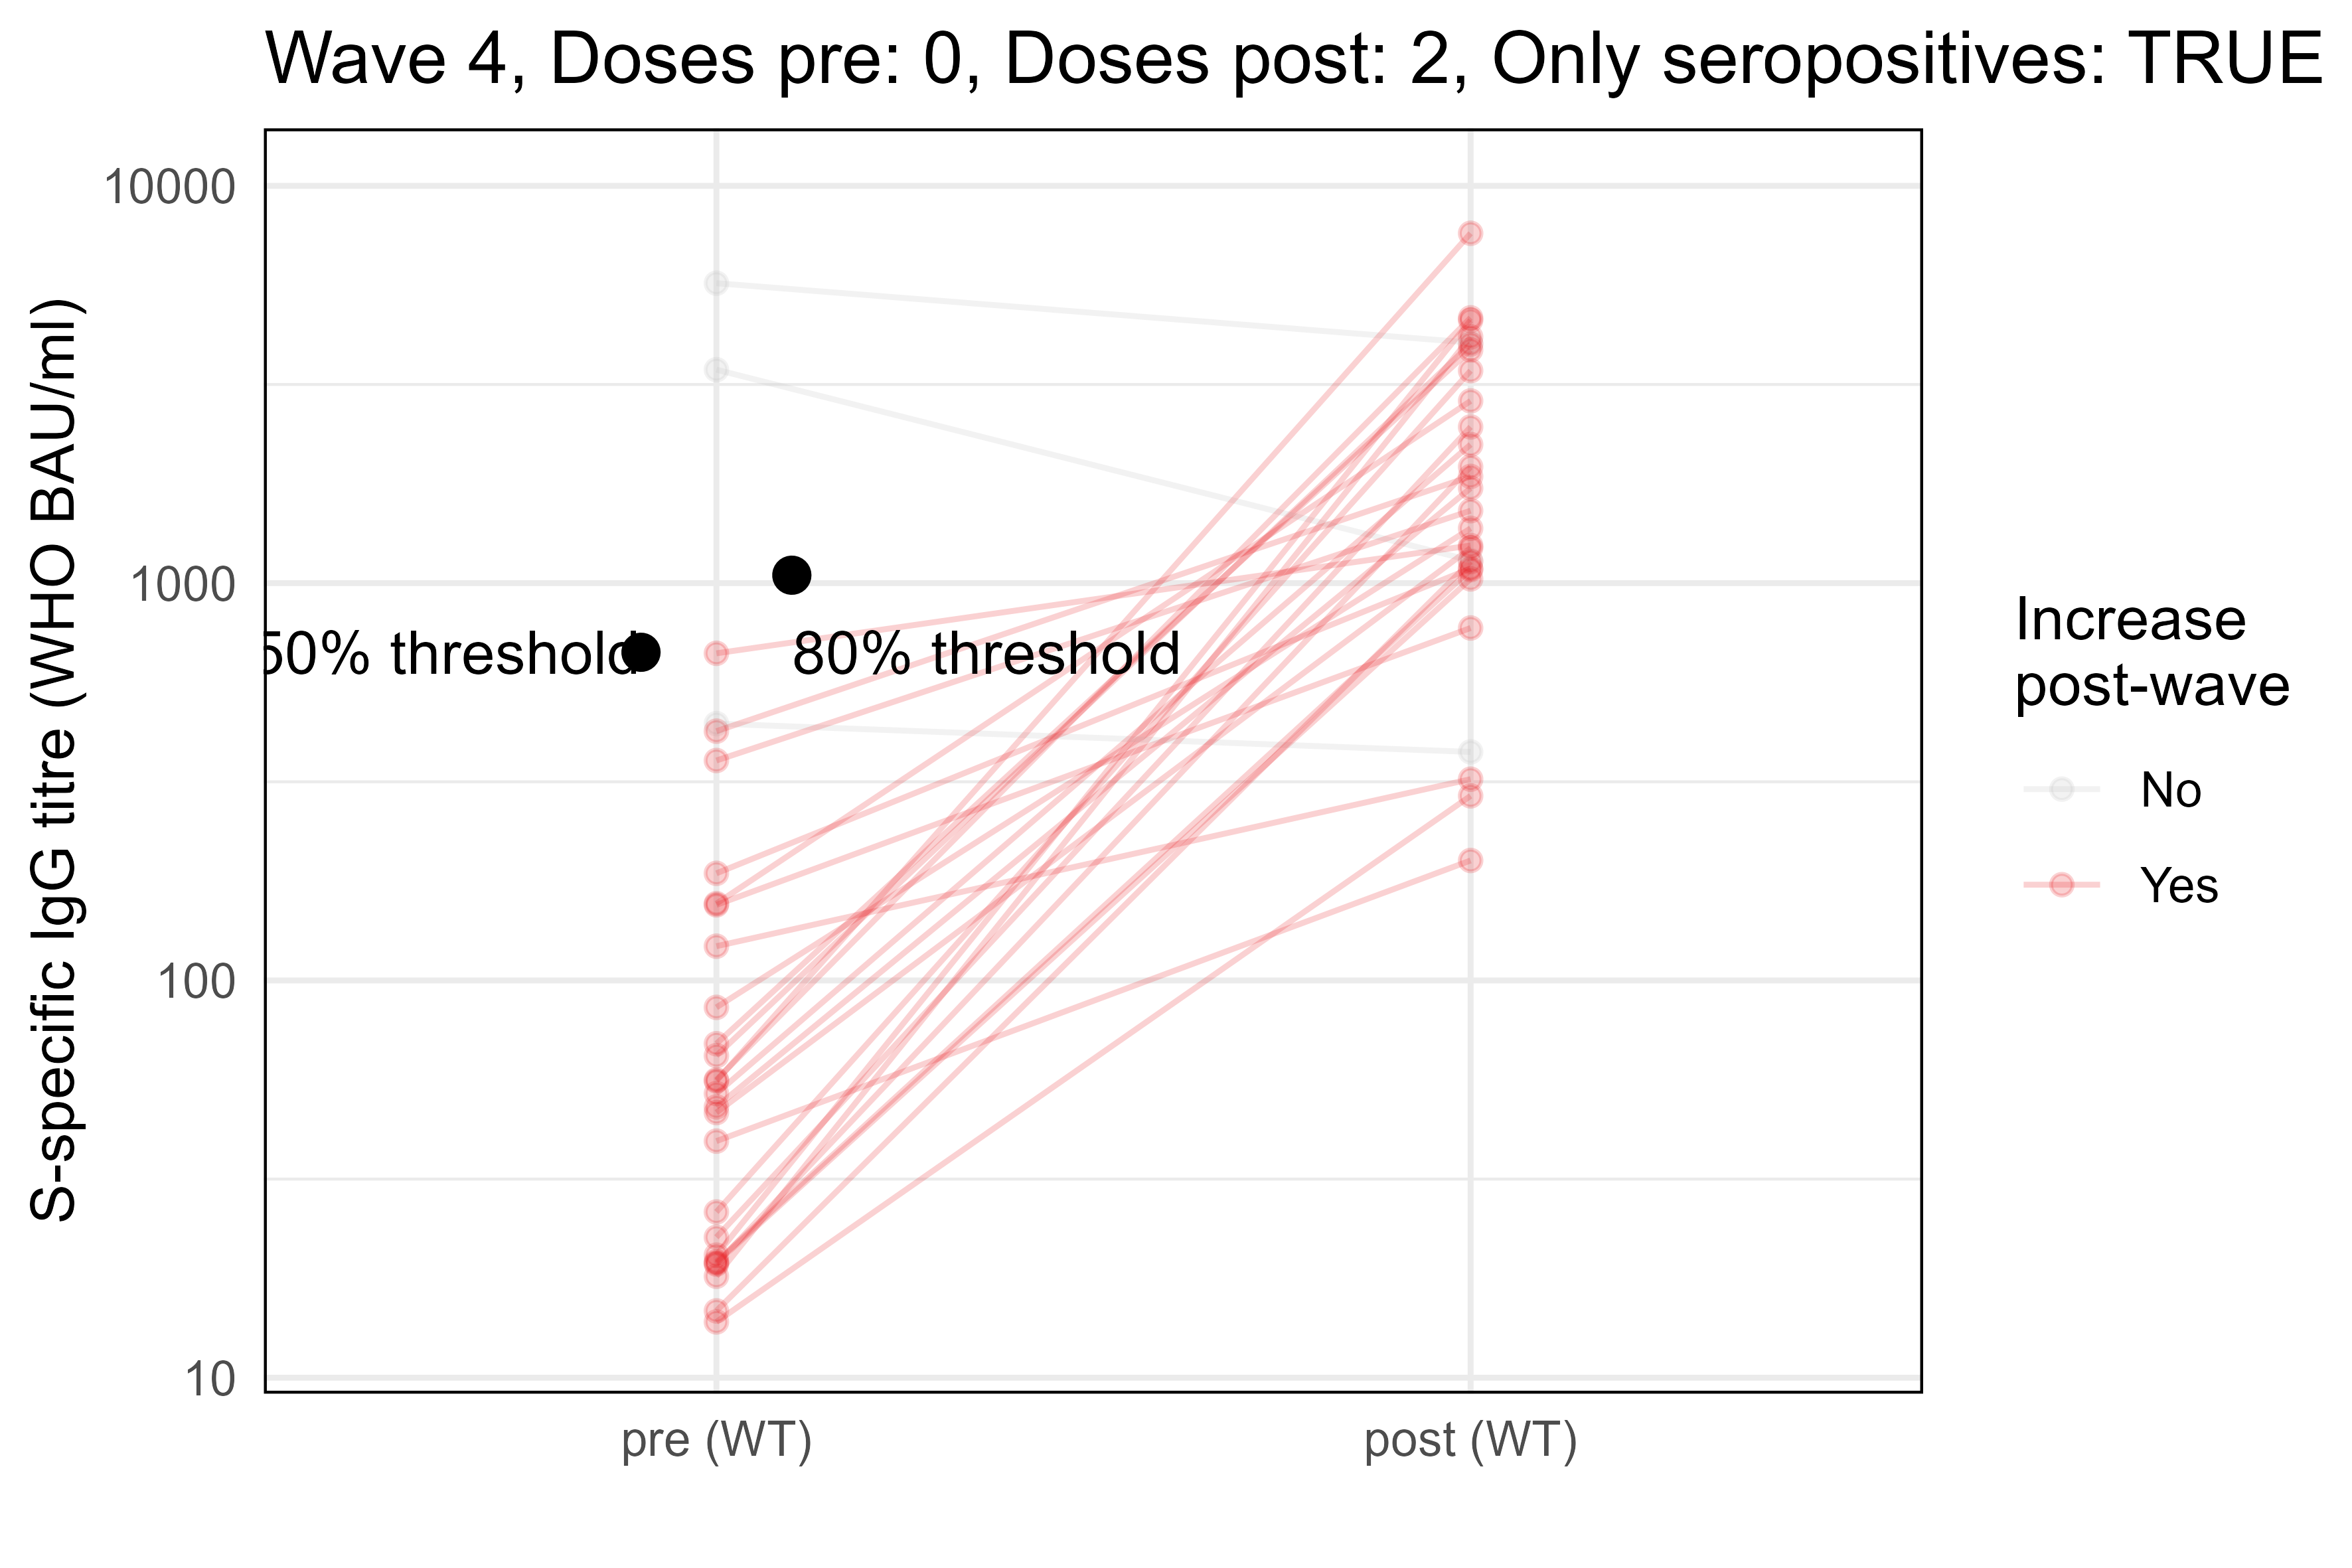 Wave 4, Doses pre: 0, Doses post: 2, Only seropositives: TRUE
S-specific IgG titre (WHO BAU/ml)
10000
1000
100
10
50% threshold
80% threshold
pre (WT)
post (WT)
Increase
post-wave
No
Yes